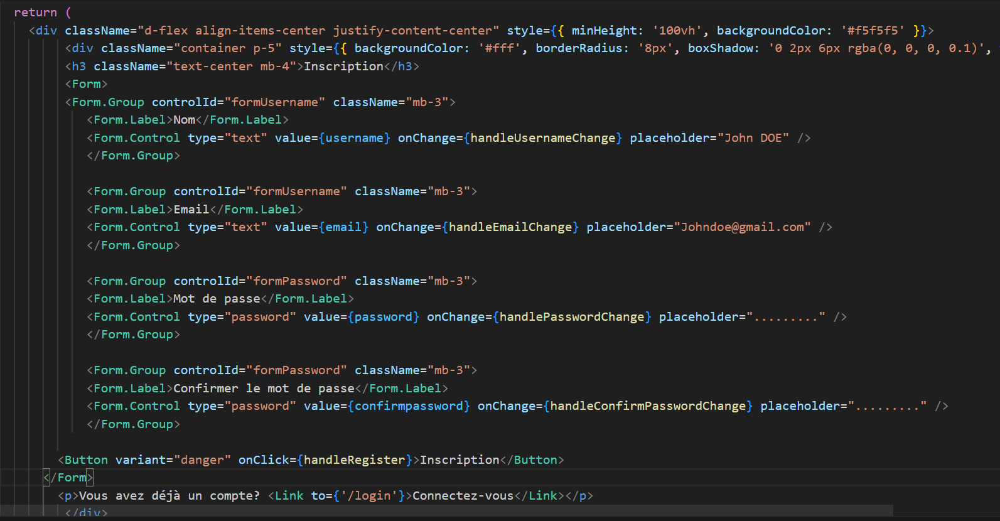 return (
<div className="d-flex align-items-center justify-content-center" style={{ minHeight: '100vh', backgroundColor: '#f5f5f5' }}>
<div className="container p-5" style={{ backgroundColor: '#fff', borderRadius: '8px', boxShadow: '0 2px 6px rgba(0, 0, 0, 0.1)',
<h3 className="text-center mb-4">Inscription</h3>
<Form>
<Form.Group controlId="formUsername" className="mb-3">
<Form.Label>Nom</Form.Label>
<Form.Control type="text" value={username} onChange={handleUsernameChange} placeholder="John DOE" />
</Form.Group>
<Form.Group controlId="formUsername" className="mb-3">
<Form.Label>Email</Form.Label>
<Form.Control type="text" value={email} onChange={handleEmailChange} placeholder="Johndoe@gmail.com" />
</Form.Group>
<Form.Group controlId="formPassword" className="mb-3">
<Form.Label>Mot de passe</Form.Label>
<Form.Control type="password" value={password} onChange={handlePasswordChange} placeholder="........." />
</Form.Group>
<Form.Group controlId="formPassword" className="mb-3">
<Form.Label>Confirmer le mot de passe</Form.Label>
<Form.Control type="password" value={confirmpassword} onChange={handleConfirmPasswordChange} placeholder="........." />
</Form.Group>
<Button variant="danger" onClick={handleRegister}>Inscription</Button>
</Form>
<p>Vous avez déjà un compte? <Link to={'/login'}>Connectez-vous</Link></p>
</div>